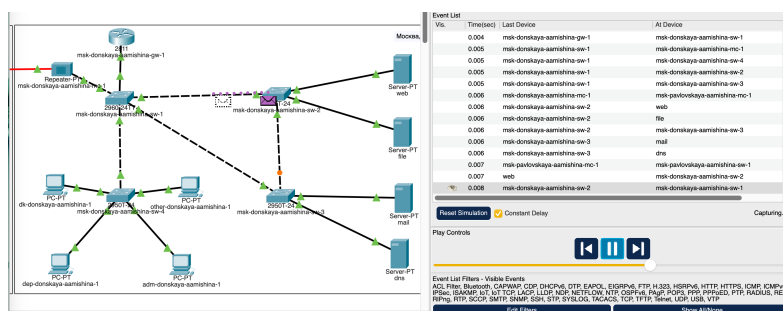 Москва,
2811
msk-donskaya-aamishina-gw-1
Repeater-PT
2960-24TT
msk-donskaya-aamishina-sw-2
Server-PT
web
Server-PT
file
PC-PT
dk-donskaya-aamishina-1
PC-PT
other-donskaya-aamishina-1
2950T-24
msk-donskaya-aamishina-sw-4
2950T-24
msk-donskaya-aamishina-sw-3
Server-PT
mail
PC-PT
dep-donskaya-aamishina-1
PC-PT
adm-donskaya-aamishina-1
Server-PT
dns
Event List
Vis. Time(sec) Last Device At Device
0.004 msk-donskaya-aamishina-gw-1 msk-donskaya-aamishina-sw-1
0.005 msk-donskaya-aamishina-sw-1 msk-donskaya-aamishina-mc-1
0.005 msk-donskaya-aamishina-sw-1 msk-donskaya-aamishina-sw-4
0.005 msk-donskaya-aamishina-sw-1 msk-donskaya-aamishina-sw-2
0.005 msk-donskaya-aamishina-sw-1 msk-donskaya-aamishina-sw-3
0.006 msk-donskaya-aamishina-mc-1 msk-pavlovskaya-aamishina-mc-1
0.006 msk-donskaya-aamishina-sw-2 web
0.006 msk-donskaya-aamishina-sw-2 file
0.006 msk-donskaya-aamishina-sw-2 msk-donskaya-aamishina-sw-3
0.006 msk-donskaya-aamishina-sw-3 mail
0.006 msk-donskaya-aamishina-sw-3 dns
0.007 msk-pavlovskaya-aamishina-mc-1 msk-pavlovskaya-aamishina-sw-1
0.007 web msk-donskaya-aamishina-sw-2
0.008 msk-donskaya-aamishina-sw-2 msk-donskaya-aamishina-sw-1
Reset Simulation Constant Delay Capturing.
Play Controls
Event List Filters - Visible Events
ACL Filter, Bluetooth, CAPWAP, CDP, DHCPv6, DTP, EAPOL, EIGRPv6, FTP, H.323, HSRPv6, HTTP, HTTPS, ICMP, ICMPv
IPSec, ISAKMP, IoT, IoT TCP, LACP, LLDP, NDP, NETFLOW, NTP, OSPFv6, PAgP, POP3, PPP, PPPoED, PTP, RADIUS, RE
RIPng, RTP, SCCP, SMTP, SNMP, SSH, STP, SYSLOG, TACACS, TCP, TFTP, Telnet, UDP, USB, VTP
Edit Filters Show All/None